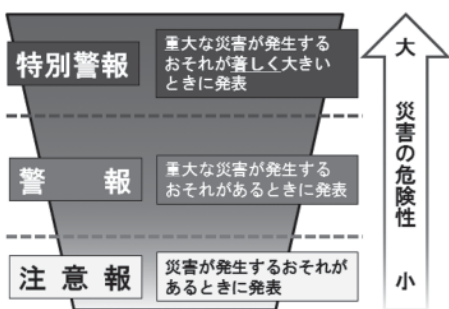 特別警報
重大な災害が発生する
おそれが著しく大きい
ときに発表
警報
重大な災害が発生する
おそれがあるときに発表
注意報
災害が発生するおそれが
あるときに発表
大
災害の危険性
小